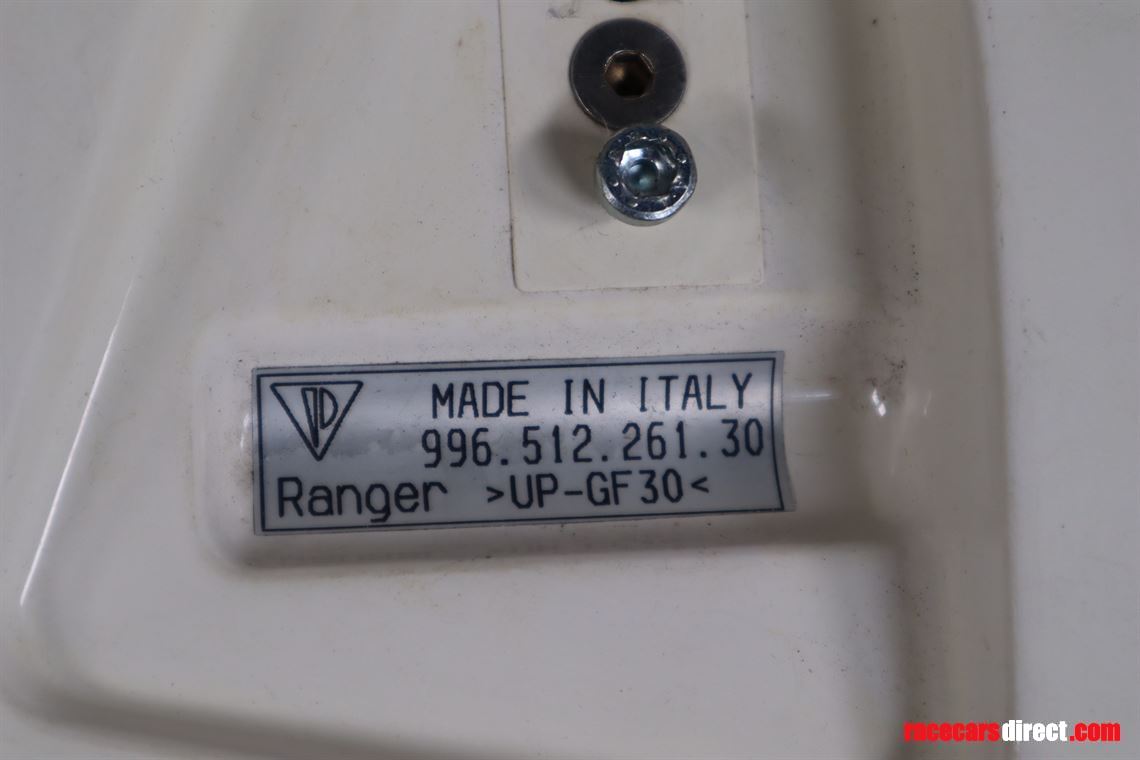 MADE IN ITALY
996.512.261.30
Ranger >UP-GF30<
racecarsdirect.com